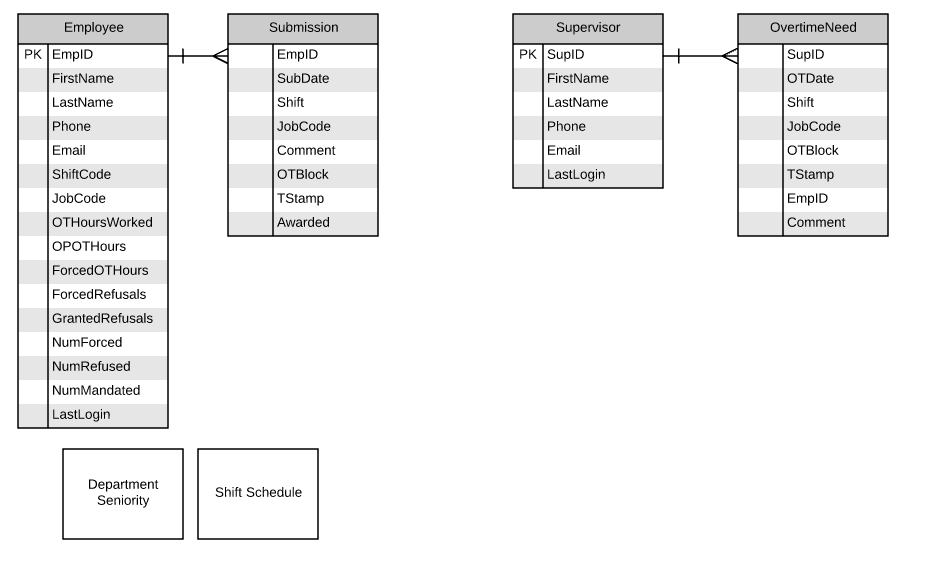 Employee
PK EmpID
FirstName
LastName
Phone
Email
ShiftCode
JobCode
OTHoursWorked
OPOTHours
ForcedOTHours
ForcedRefusals
GrantedRefusals
NumForced
NumRefused
NumMandated
LastLogin
Submission
EmpID
SubDate
Shift
JobCode
Comment
OTBlock
TStamp
Awarded
Supervisor
PK SupID
FirstName
LastName
Phone
Email
LastLogin
OvertimeNeed
SupID
OTDate
Shift
JobCode
OTBlock
TStamp
EmpID
Comment
Department
Seniority
Shift Schedule